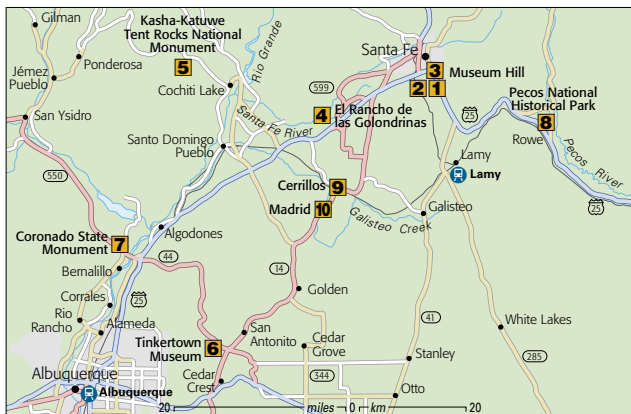 Gilman
Kasha-Katuwe
Tent Rocks National
Monument
Rio Grande
Santa Fe
Ponderosa
5
3
Museum Hill
2
1
Jémez
Pueblo
Cochiti Lake
599
Pecos National
Historical Park
San Ysidro
4
El Rancho de
las Golondrinas
25
8
Santa Fe River
Rowe
Santo Domingo
Pueblo
Lamy
Pecos River
550
Lamy
Cerrillos
9
Madrid
10
Galisteo
Galisteo Creek
25
Coronado State
Monument
7
Algodones
44
Bernalillo
14
Corrales
25
Golden
Rio
Rancho
Alameda
41
White Lakes
San
Antonito
Tinkertown
Museum
6
Cedar
Grove
Stanley
285
Albuquerque
Cedar
Crest
344
Albuquerque
Otto
20
miles
0
km
20